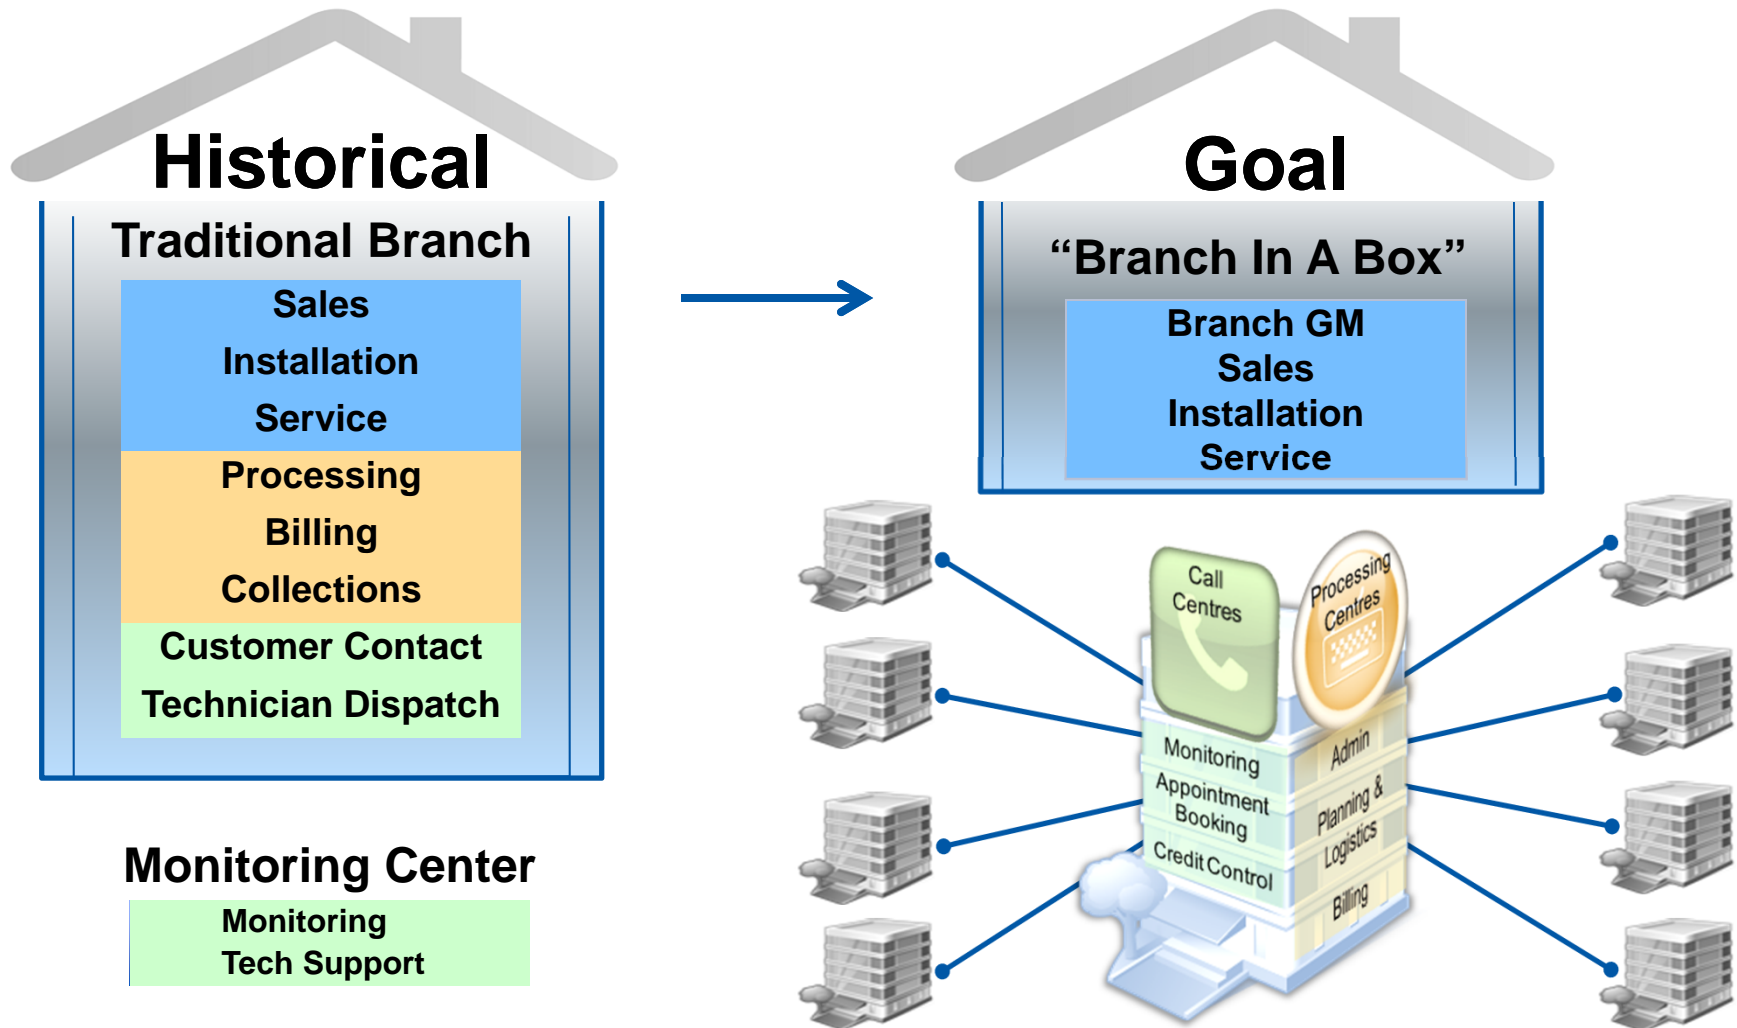 Historical
Traditional Branch
Sales
Installation
Service
Processing
Billing
Collections
Customer Contact
Technician Dispatch
Monitoring Center
Monitoring
Tech Support
Goal
“Branch In A Box”
Branch GM
Sales
Installation
Service
Call
Centres
Processing
Centres
Monitoring
Appointment
Booking
Credit Control
Admin
Planning &
Logistics
Billing